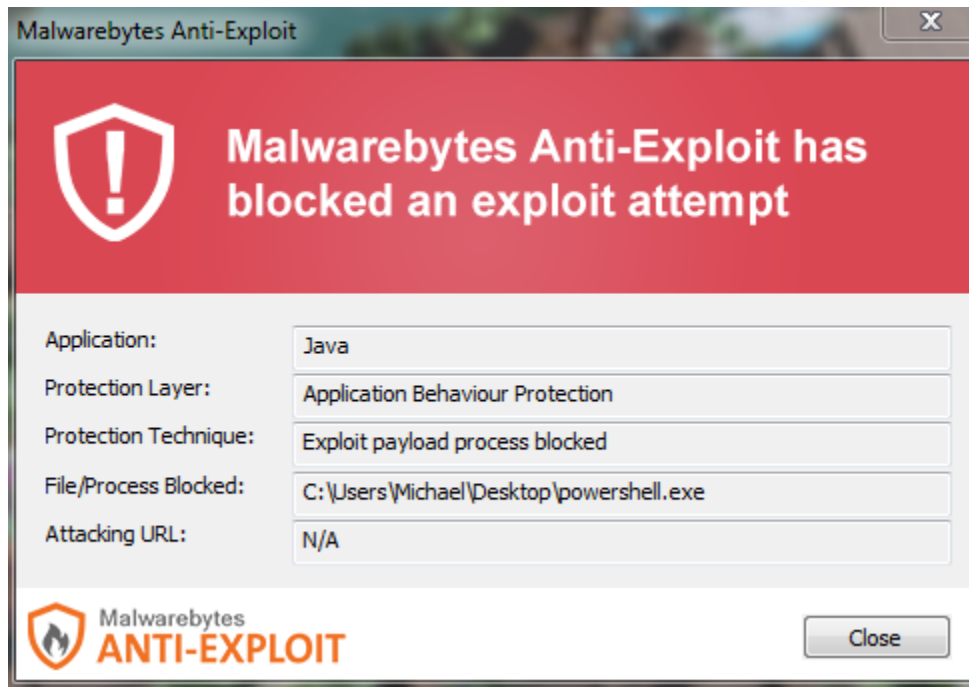 Malwarebytes Anti-Exploit
Malwarebytes Anti-Exploit has
blocked an exploit attempt
Application:
Java
Protection Layer:
Application Behaviour Protection
Protection Technique:
Exploit payload process blocked
File/Process Blocked:
C:\Users\Michael\Desktop\powershell.exe
Attacking URL:
N/A
Malwarebytes
ANTI-EXPLOIT
Close